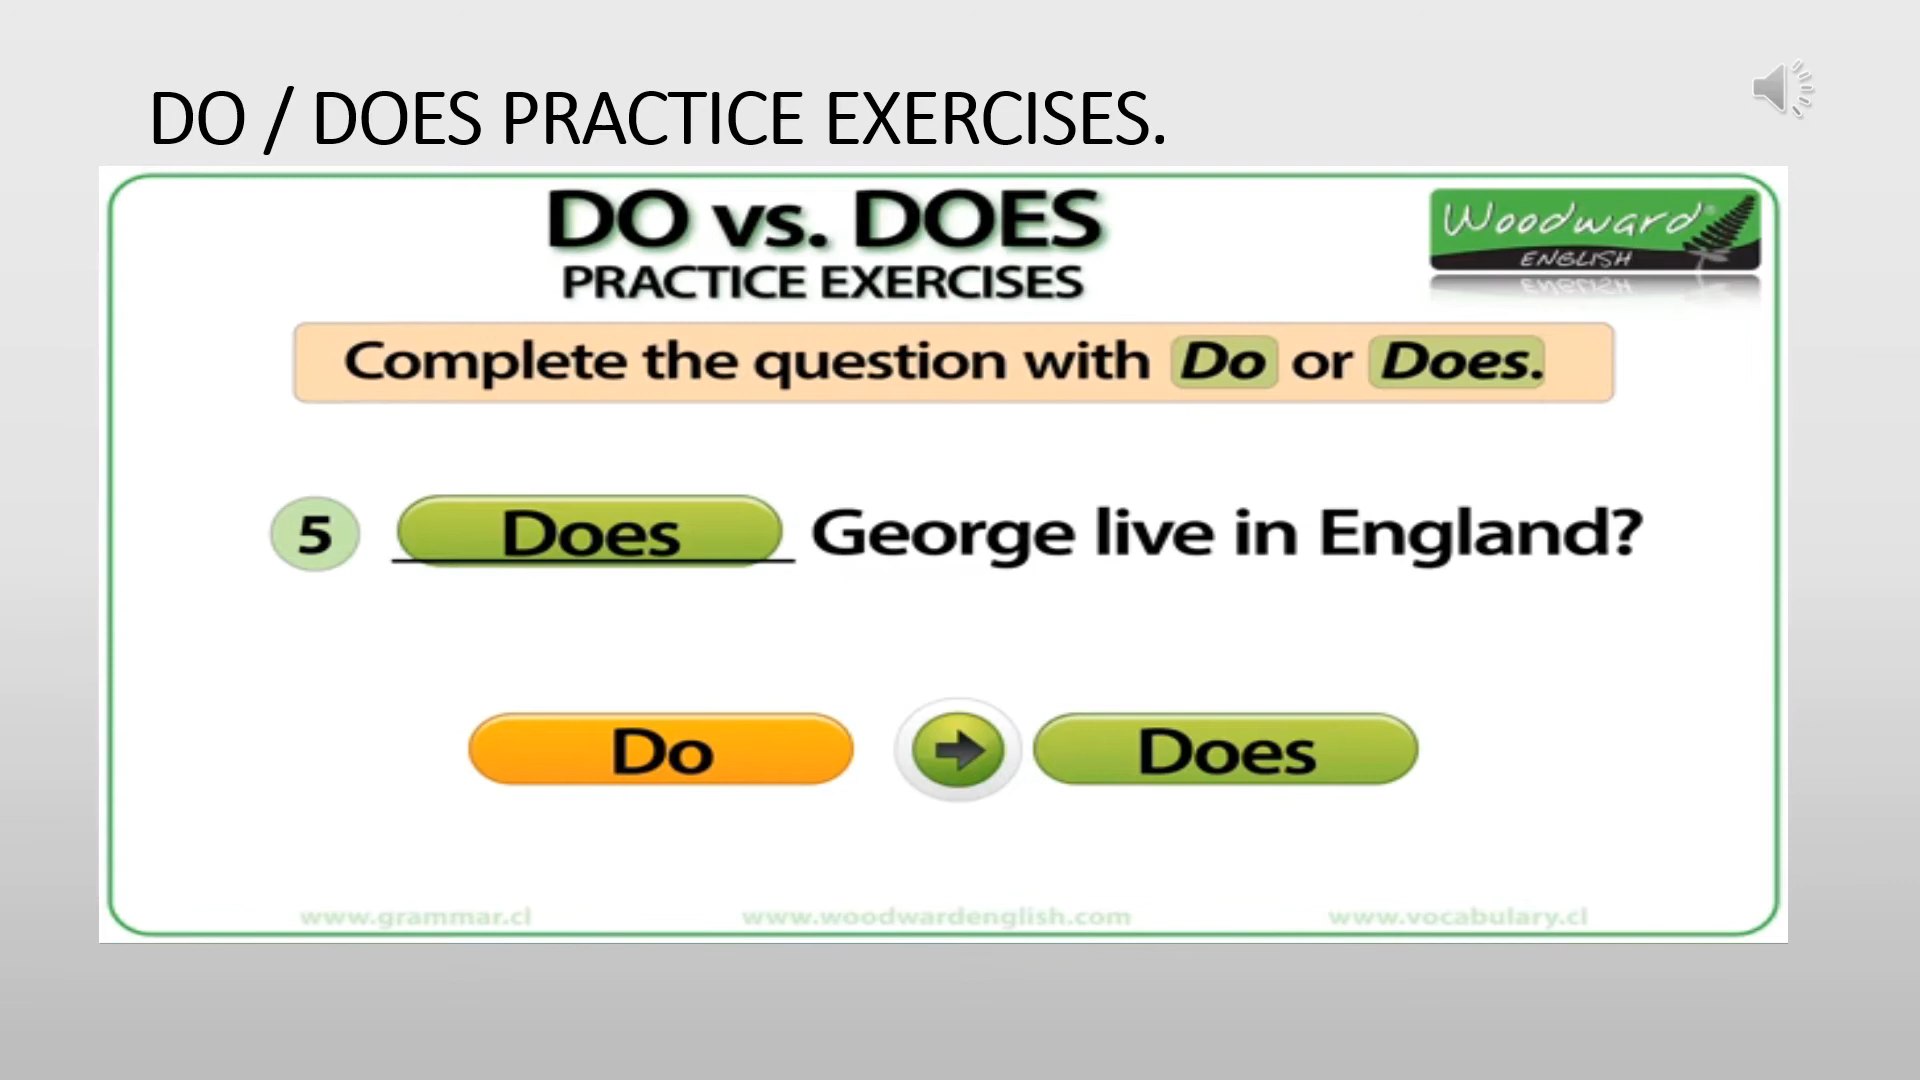 DO / DOES PRACTICE EXERCISES.
DO vs. DOES
PRACTICE EXERCISES
Woodward®
ENGLISH
Complete the question with Do or Does.
5 Does George live in England?
Do Does
www.grammar.cl www.woodwardenglish.com www.vocabulary.cl